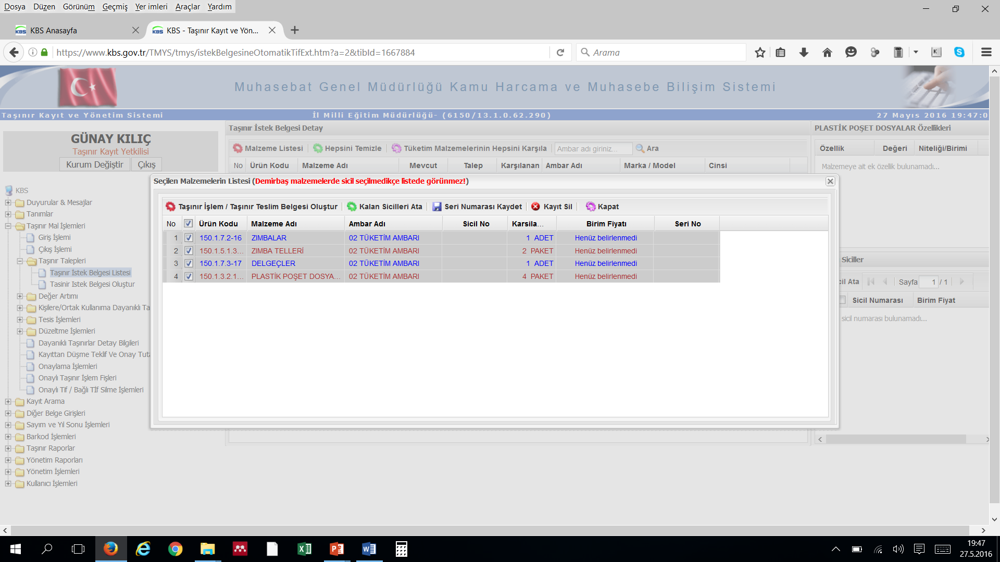 Dosya Düzen Görünüm Geçmiş Yer imleri Araçlar Yardım
KBS Anasayfa
KBS - Taşınır Kayıt ve Yön...
https://www.kbs.gov.tr/TMYS/tmys/istekBelgesineOtomatikTifExt.htm?a=2&tibId=1667884
Arama
Muhasebat Genel Müdürlüğü Kamu Harcama ve Muhasebe Bilişim Sistemi
Taşınır Kayıt ve Yönetim Sistemi
İl Milli Eğitim Müdürlüğü- (6150/13.1.0.62.290)
27 Mayıs 2016 19:47:0
GÜNAY KILIÇ
Taşınır Kayıt Yetkilisi
Kurum Değiştir Çıkış
KBS
Duyurular & Mesajlar
Tanımlar
Taşınır Mal İşlemleri
Giriş İşlemi
Çıkış İşlemi
Taşınır Talepleri
Taşınır İstek Belgesi Listesi
Tasinir Istek Belgesi Oluştur
Değer Artımı
Kişilere/Ortak Kullanıma Dayanıklı Ta
Tesis İşlemleri
Düzeltme İşlemleri
Dayanıklı Taşınırlar Detay Bilgileri
Kayıttan Düşme Teklif Ve Onay Tuta
Onaylama İşlemleri
Onaylı Taşınır İşlem Fişleri
Onaylı Tif / Bağlı Tİf Silme İşlemleri
Kayıt Arama
Diğer Belge Girişleri
Sayım ve Yıl Sonu İşlemleri
Barkod İşlemleri
Taşınır Raporlar
Yönetim Raporları
Yönetim İşlemleri
Kullanıcı İşlemleri
Taşınır İstek Belgesi Detay
Malzeme Listesi Hepsini Temizle Tüketim Malzemelerinin Hepsini Karşıla Ambar adı giriniz... Ara
No Ürün Kodu Malzeme Adı Mevcut Talep Karşılanan Ambar Adı Marka / Model Cinsi
Seçilen Malzemelerin Listesi (Demirbaş malzemelerde sicil seçilmedikçe listede görünmez!)
Taşınır İşlem / Taşınır Teslim Belgesi Oluştur Kalan Sicilleri Ata Seri Numarası Kaydet Kayıt Sil Kapat
No Ürün Kodu Malzeme Adı Ambar Adı Sicil No Karsila... Birim Fiyatı Seri No
1 150.1.7.2-16 ZIMBALAR 02 TÜKETİM AMBARI 1 ADET Henüz belirlenmedi
2 150.1.5.1.3... ZIMBA TELLERİ 02 TÜKETİM AMBARI 2 PAKET Henüz belirlenmedi
3 150.1.7.3-17 DELGEÇLER 02 TÜKETİM AMBARI 1 ADET Henüz belirlenmedi
4 150.1.3.2.1... PLASTİK POŞET DOSYA... 02 TÜKETİM AMBARI 4 PAKET Henüz belirlenmedi
PLASTİK POŞET DOSYALAR Özellikleri
Özellik Değeri Niteliği/Birimi
Malzemeye ait ek özellik bulunamadı...
Siciller
cil Ata Sayfa 1 / 1
Sicil Numarası Birim Fiyat
sicil numarası bulunamadı...
19:47
27.5.2016